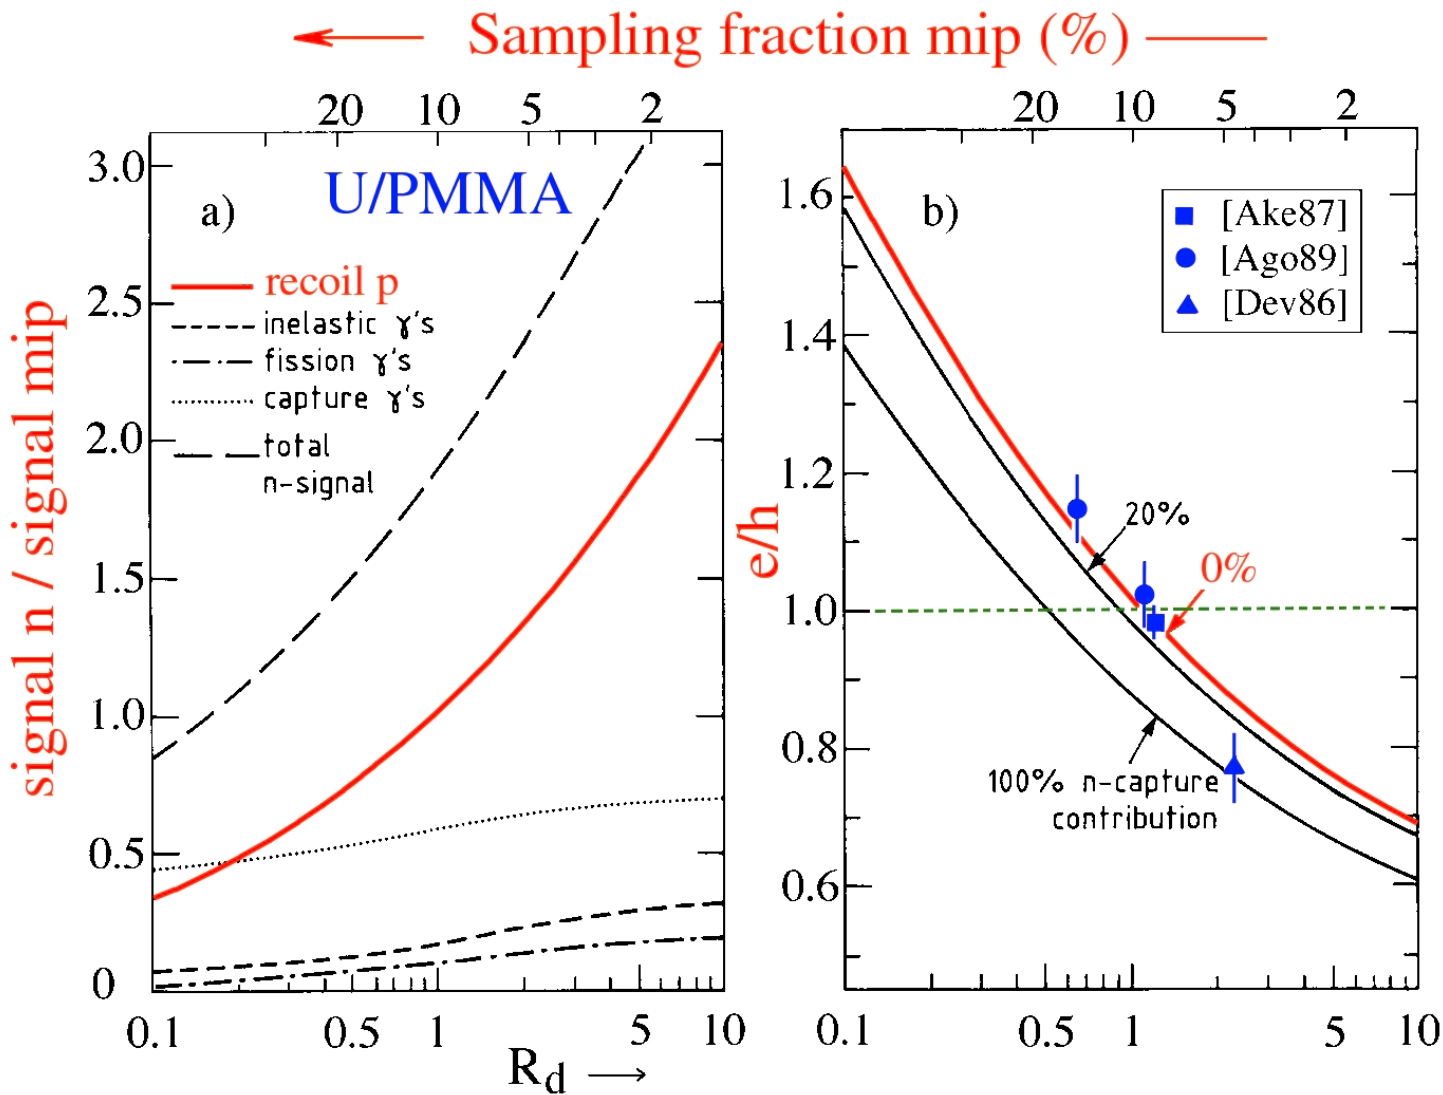 Sampling fraction mip (%)
20 10 5 2
20 10 5 2
signal n / signal mip
3.0
2.5
2.0
1.5
1.0
0.5
0
a)
U/PMMA
recoil p
inelastic γ's
fission γ's
capture γ's
total
n-signal
0.1 0.5 1 5 10
R_d
e/h
1.6
1.4
1.2
1.0
0.8
0.6
b)
[Ake87]
[Ago89]
[Dev86]
20%
0%
100% n-capture
contribution
0.1 0.5 1 5 10